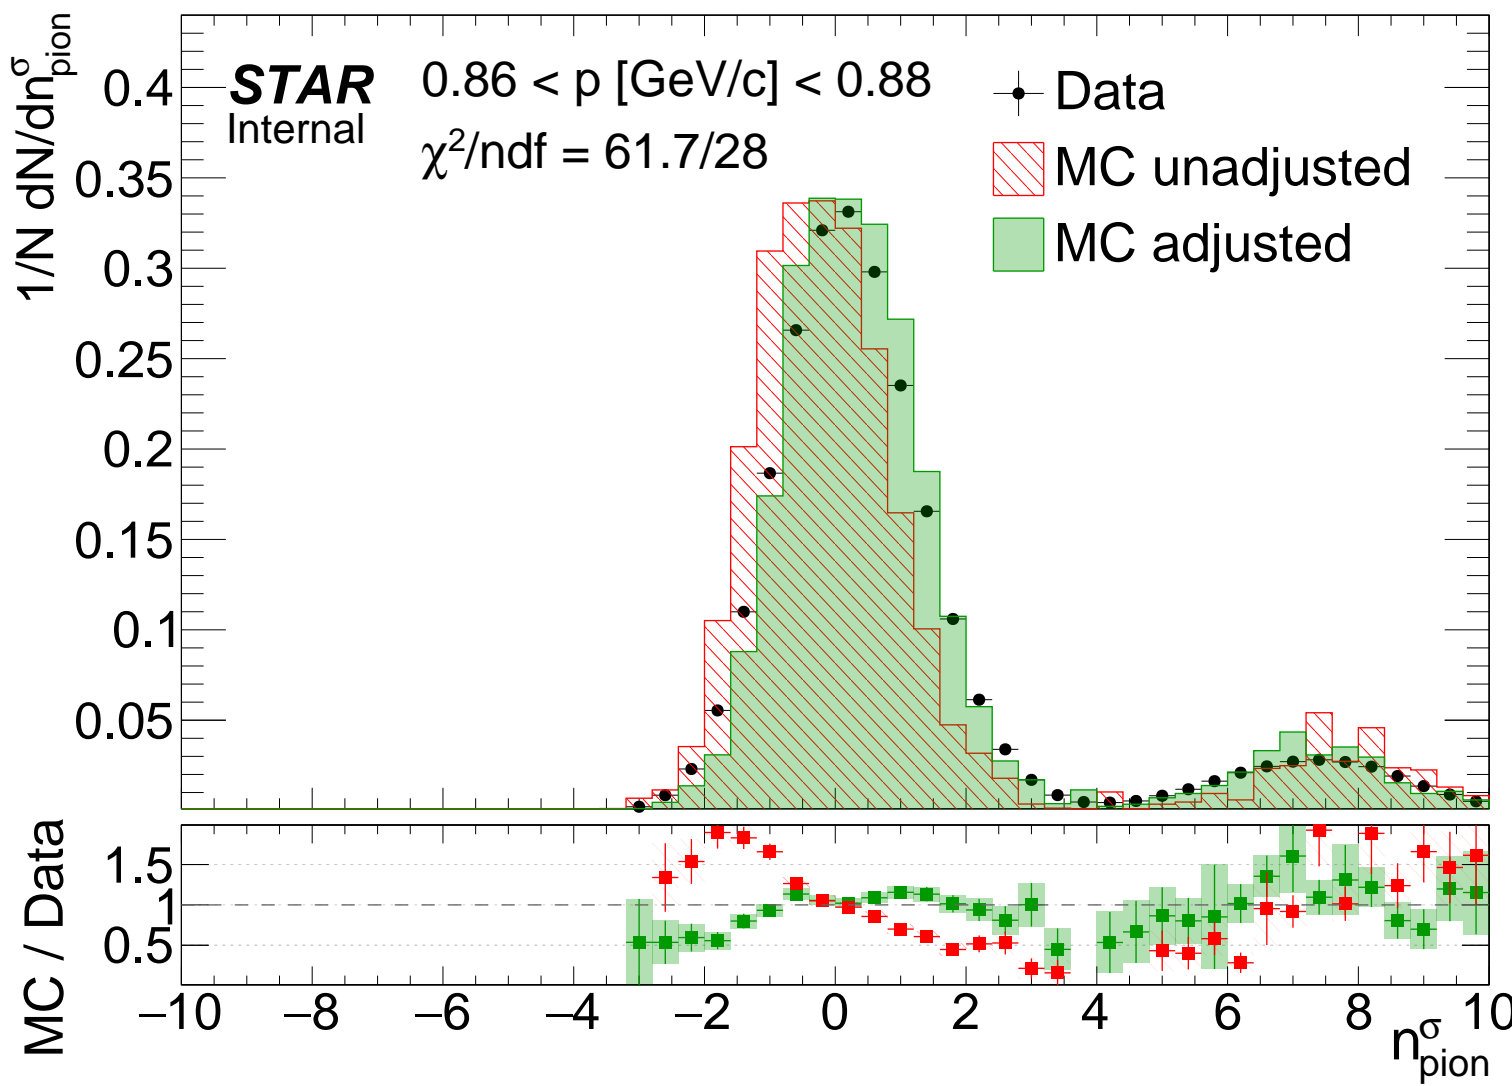 1/N dN/dn^σ_pion
STAR
Internal
0.86 < p [GeV/c] < 0.88
χ²/ndf = 61.7/28
Data
MC unadjusted
MC adjusted
0.4
0.35
0.3
0.25
0.2
0.15
0.1
0.05
MC / Data
1.5
1
0.5
−10 −8 −6 −4 −2 0 2 4 6 8 10
n^σ_pion